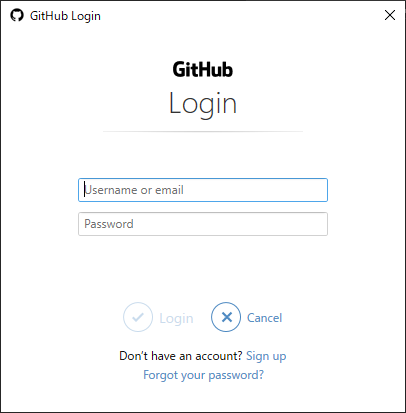 GitHub Login
GitHub
Login
Username or email
Password
Login Cancel
Don't have an account? Sign up
Forgot your password?